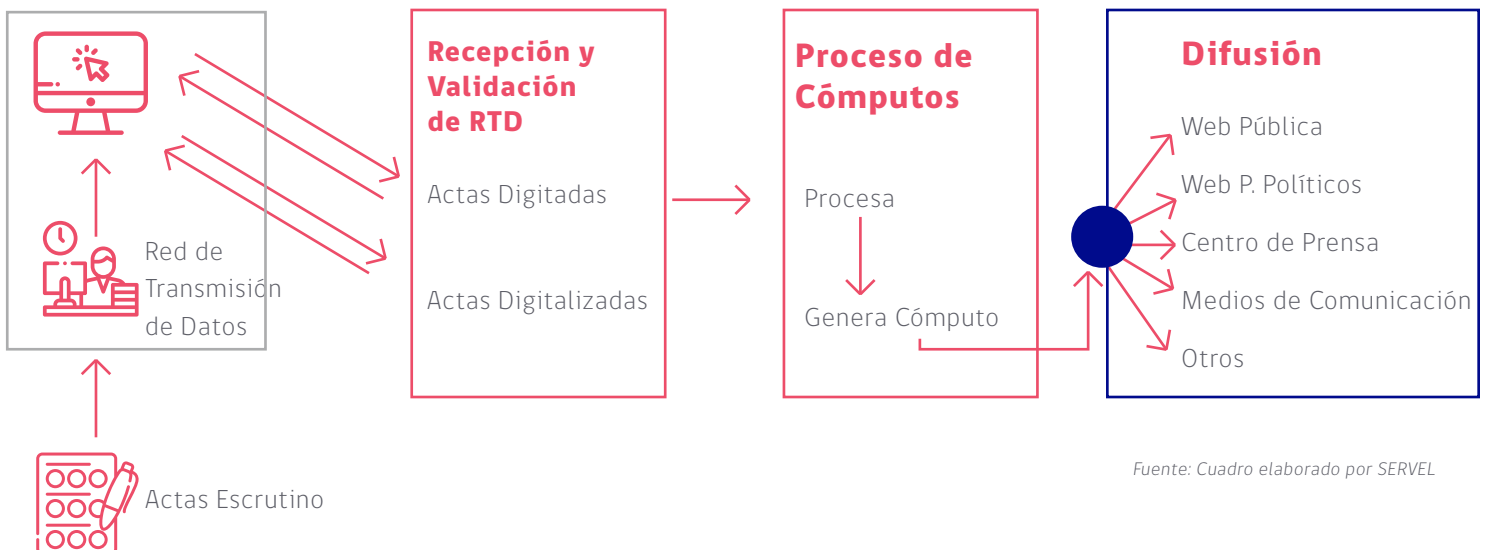 Red de
Transmisión
de Datos
Actas Escrutino
Recepción y
Validación
de RTD
Actas Digitadas
Actas Digitalizadas
Proceso de
Cómputos
Procesa
Genera Cómputo
Difusión
Web Pública
Web P. Políticos
Centro de Prensa
Medios de Comunicación
Otros
Fuente: Cuadro elaborado por SERVEL